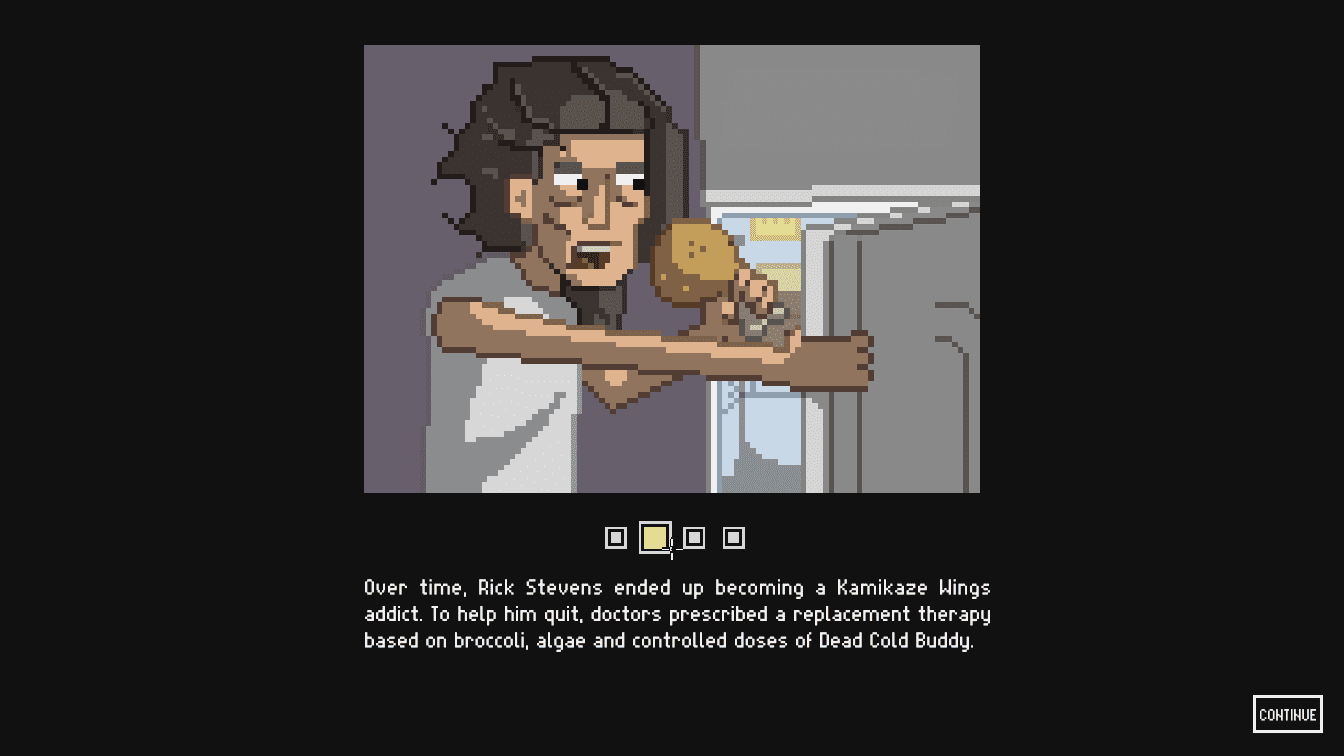 Over time, Rick Stevens ended up becoming a Kamikaze Wings
addict. To help him quit, doctors prescribed a replacement therapy
based on broccoli, algae and controlled doses of Dead Cold Buddy.
CONTINUE